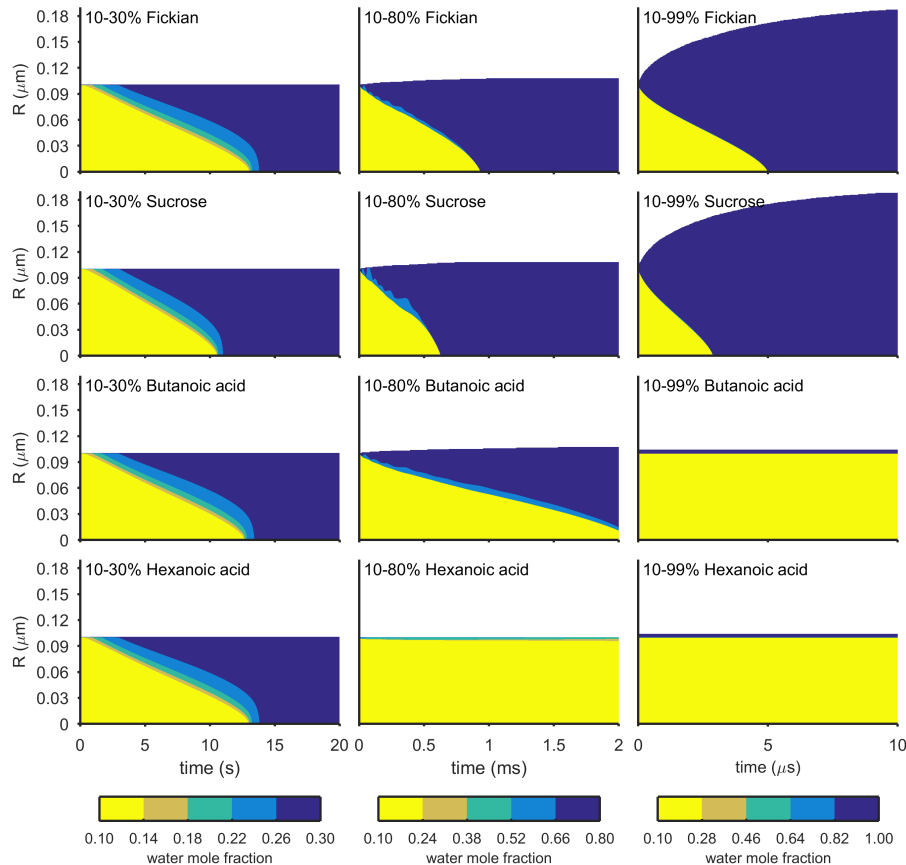 10-30% Fickian
10-80% Fickian
10-99% Fickian
R (μm)
0.18
0.15
0.12
0.09
0.06
0.03
0
10-30% Sucrose
10-80% Sucrose
10-99% Sucrose
R (μm)
0.18
0.15
0.12
0.09
0.06
0.03
0
10-30% Butanoic acid
10-80% Butanoic acid
10-99% Butanoic acid
R (μm)
0.18
0.15
0.12
0.09
0.06
0.03
0
10-30% Hexanoic acid
10-80% Hexanoic acid
10-99% Hexanoic acid
R (μm)
0.18
0.15
0.12
0.09
0.06
0.03
0
0 5 10 15 20
0 0.5 1 1.5 2
0 5 10
time (s)
time (ms)
time (μs)
0.10 0.14 0.18 0.22 0.26 0.30
0.10 0.24 0.38 0.52 0.66 0.80
0.10 0.28 0.46 0.64 0.82 1.00
water mole fraction
water mole fraction
water mole fraction